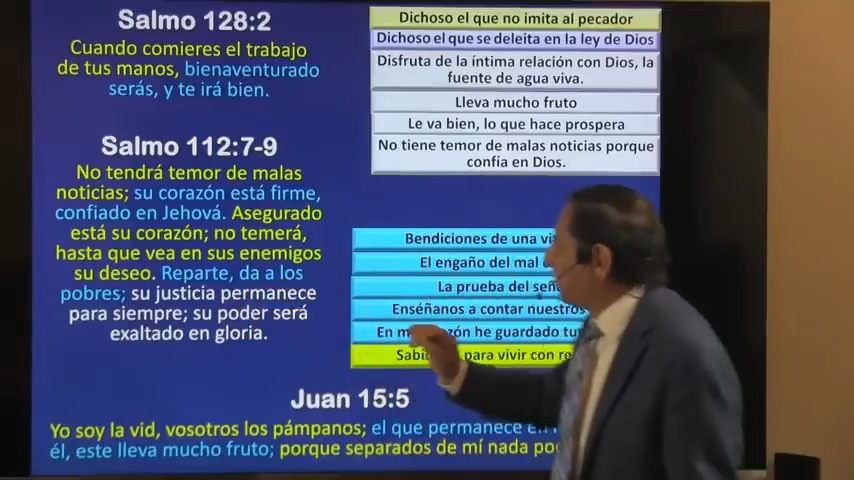 Salmo 128:2
Cuando comieres el trabajo
de tus manos, bienaventurado
serás, y te irá bien.
Salmo 112:7-9
No tendrá temor de malas
noticias; su corazón está firme,
confiado en Jehová. Asegurado
está su corazón; no temerá,
hasta que vea en sus enemigos
su deseo. Reparte, da a los
pobres; su justicia permanece
para siempre; su poder será
exaltado en gloria.
Dichoso el que no imita al pecador
Dichoso el que se deleita en la ley de Dios
Disfruta de la íntima relación con Dios, la
fuente de agua viva.
Lleva mucho fruto
Le va bien, lo que hace prospera
No tiene temor de malas noticias porque
confía en Dios.
Bendiciones de una
El engaño del mal
La prueba del
Enséñanos a contar nuestros
En he guardado
para vivir con
Juan 15:5
Yo soy la vid, vosotros los pámpanos; el que permanece
él, este lleva mucho fruto; porque separados de mí nada